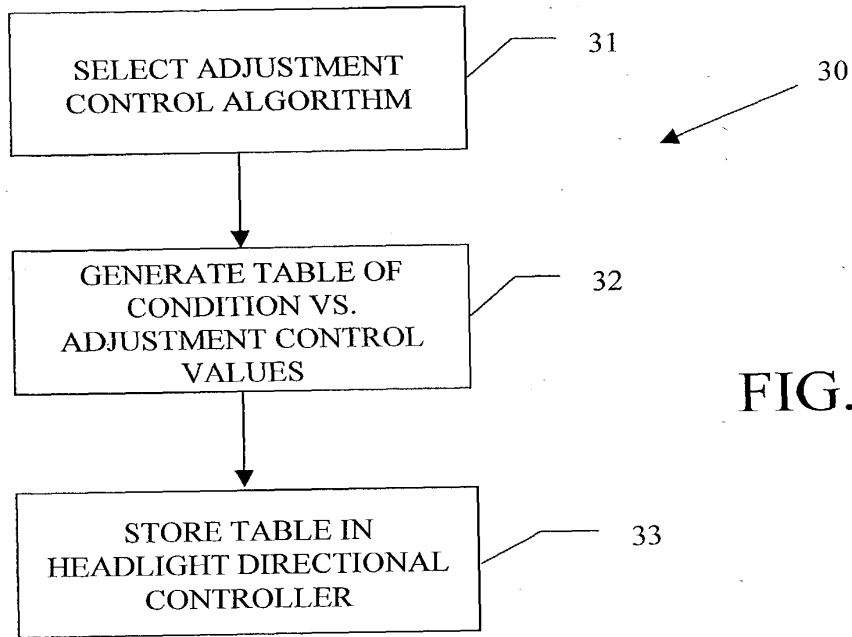 SELECT ADJUSTMENT
CONTROL ALGORITHM
31
30
GENERATE TABLE OF
CONDITION VS.
ADJUSTMENT CONTROL
VALUES
32
FIG.
STORE TABLE IN
HEADLIGHT DIRECTIONAL
CONTROLLER
33